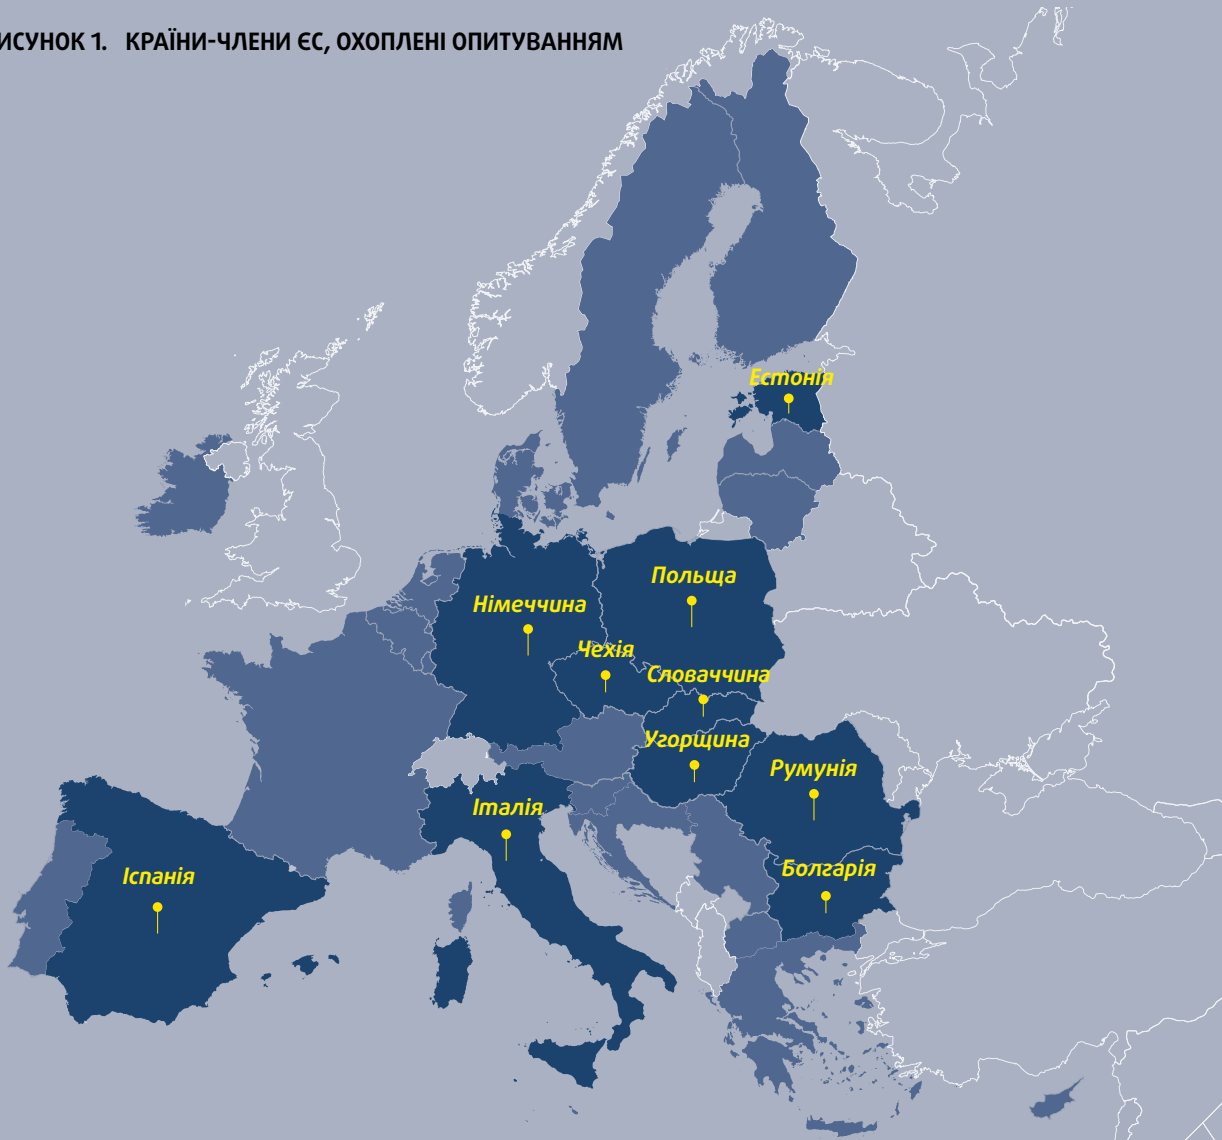 ИСУНОК 1. КРАЇНИ-ЧЛЕНИ ЄС, ОХОПЛЕНІ ОПИТУВАННЯМ
Естонія
Польща
Німеччина
Чехія
Словаччина
Угорщина
Румунія
Італія
Болгарія
Іспанія